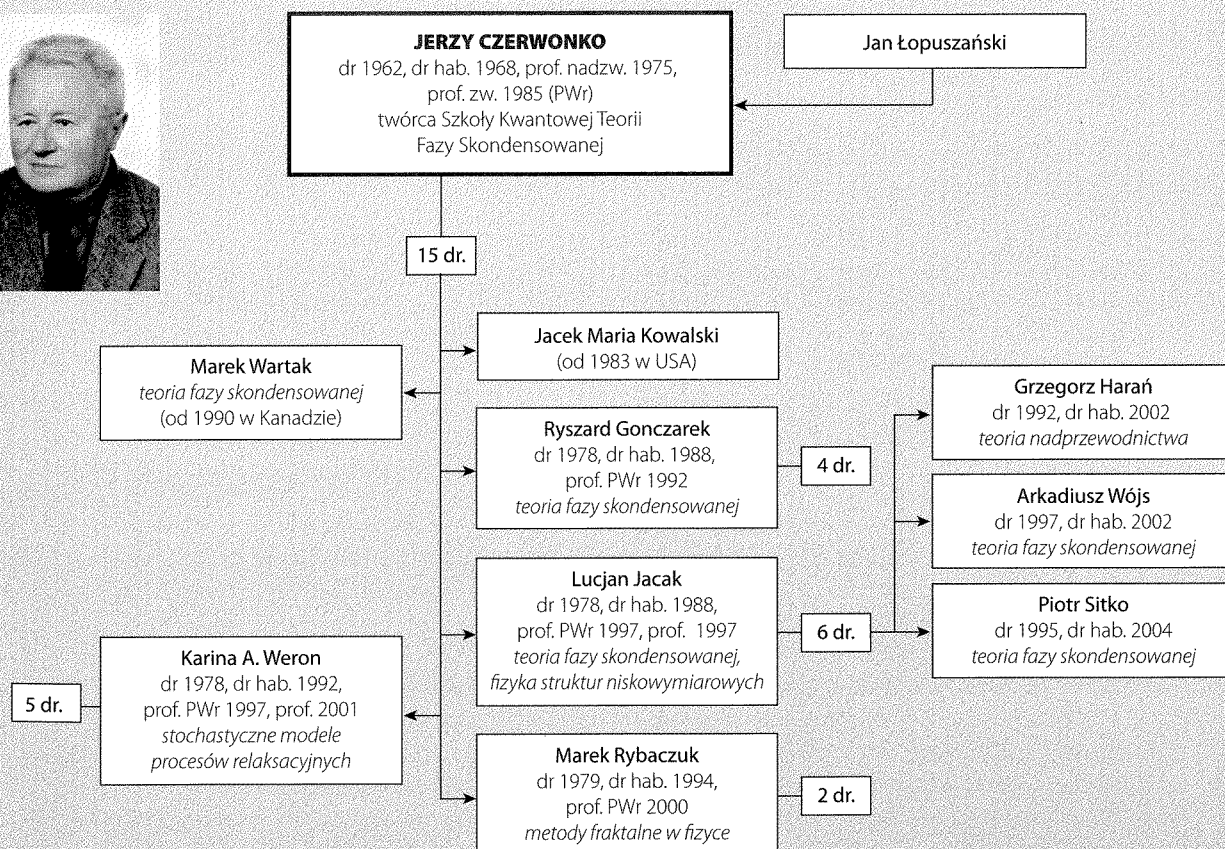 JERZY CZERWONKO
dr 1962, dr hab. 1968, prof. nadzw. 1975,
prof. zw. 1985 (PWr)
twórca Szkoły Kwantowej Teorii
Fazy Skondensowanej
Jan Łopuszański
15 dr.
Jacek Maria Kowalski
(od 1983 w USA)
Marek Wartak
teoria fazy skondensowanej
(od 1990 w Kanadzie)
Ryszard Gonczarek
dr 1978, dr hab. 1988,
prof. PWr 1992
teoria fazy skondensowanej
4 dr.
Grzegorz Harań
dr 1992, dr hab. 2002
teoria nadprzewodnictwa
Arkadiusz Wójs
dr 1997, dr hab. 2002
teoria fazy skondensowanej
Lucjan Jacak
dr 1978, dr hab. 1988,
prof. PWr 1997, prof. 1997
teoria fazy skondensowanej,
fizyka struktur niskowymiarowych
6 dr.
Piotr Sitko
dr 1995, dr hab. 2004
teoria fazy skondensowanej
Karina A. Weron
dr 1978, dr hab. 1992,
prof. PWr 1997, prof. 2001
stochastyczne modele
procesów relaksacyjnych
5 dr.
Marek Rybaczuk
dr 1979, dr hab. 1994,
prof. PWr 2000
metody fraktalne w fizyce
2 dr.